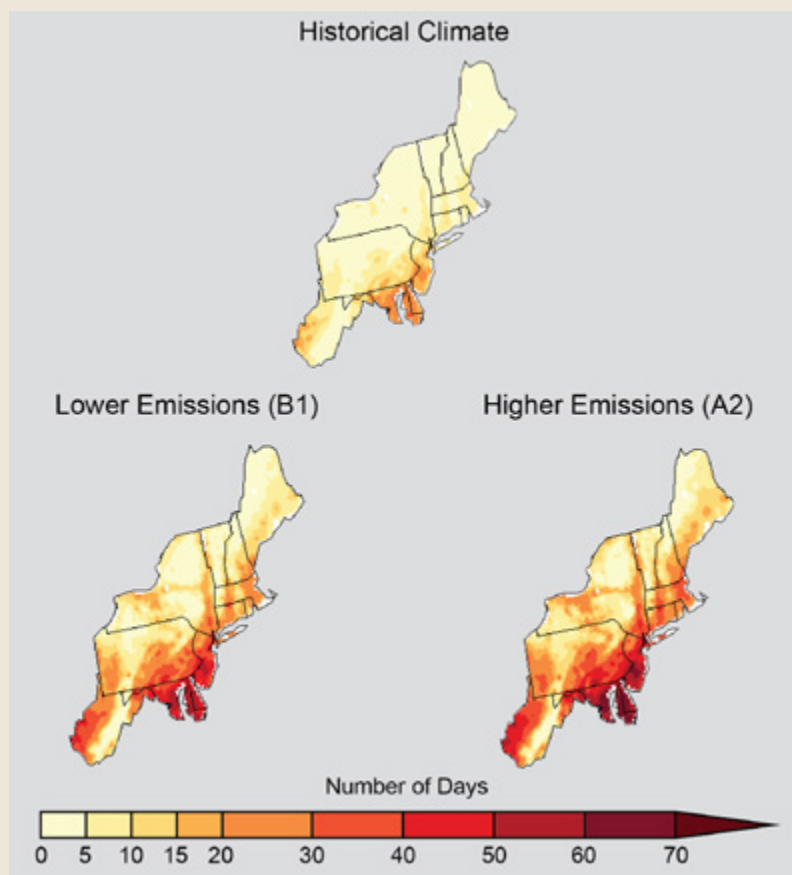 Historical Climate
Lower Emissions (B1)
Higher Emissions (A2)
Number of Days
0 5 10 15 20 30 40 50 60 70